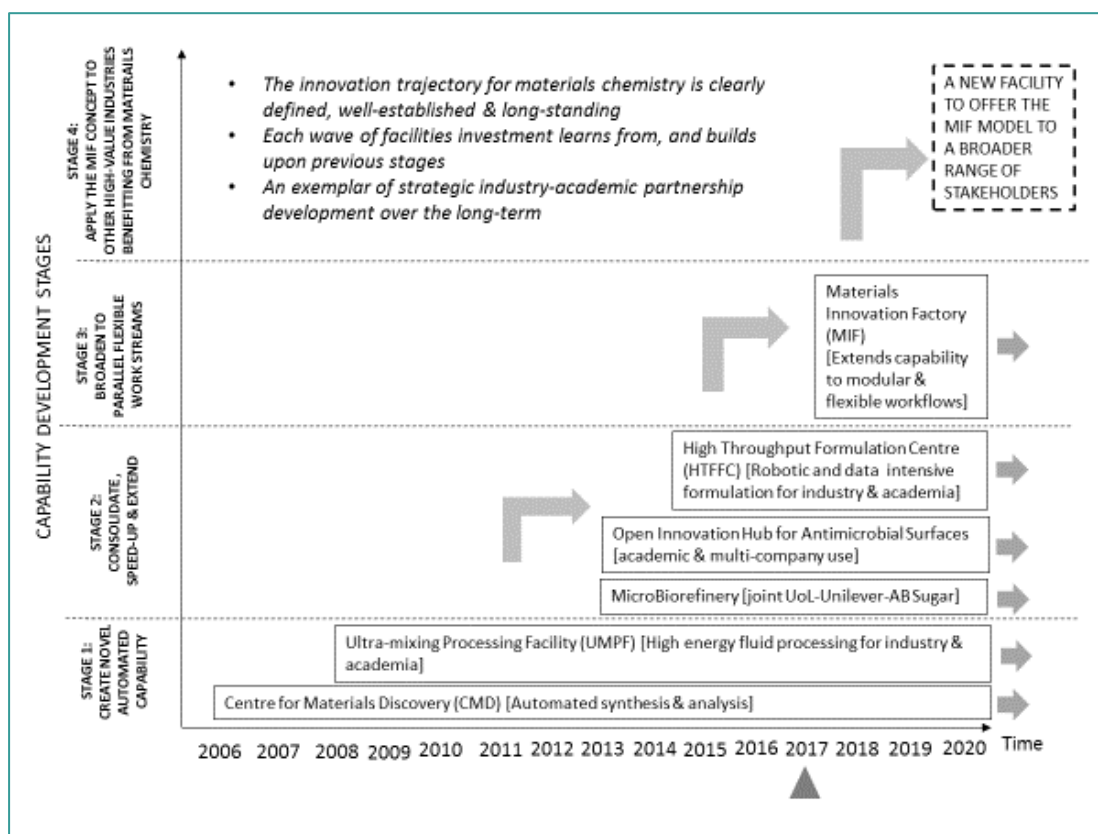 CAPABILITY DEVELOPMENT STAGES
STAGE 4:
APPLY THE MIF CONCEPT TO
OTHER HIGH-VALUE INDUSTRIES
BENEFITTING FROM MATERAILS
CHEMISTRY
• The innovation trajectory for materials chemistry is clearly
defined, well-established & long-standing
• Each wave of facilities investment learns from, and builds
upon previous stages
• An exemplar of strategic industry-academic partnership
development over the long-term
A NEW FACILITY
TO OFFER THE
MIF MODEL TO
A BROADER
RANGE OF
STAKEHOLDERS
STAGE 3:
BROADEN TO
PARALLEL FLEXIBLE
WORK STREAMS
Materials
Innovation Factory
(MIF)
[Extends capability
to modular &
flexible workflows]
STAGE 2:
CONSOLIDATE,
SPEED-UP & EXTEND
High Throughput Formulation Centre
(HTFFC) [Robotic and data intensive
formulation for industry & academia]
Open Innovation Hub for Antimicrobial Surfaces
[academic & multi-company use]
MicroBiorefinery [joint UoL-Unilever-AB Sugar]
STAGE 1:
CREATE NOVEL
AUTOMATED
CAPABILITY
Ultra-mixing Processing Facility (UMPF) [High energy fluid processing for industry &
academia]
Centre for Materials Discovery (CMD) [Automated synthesis & analysis]
2006 2007 2008 2009 2010 2011 2012 2013 2014 2015 2016 2017 2018 2019 2020 Time